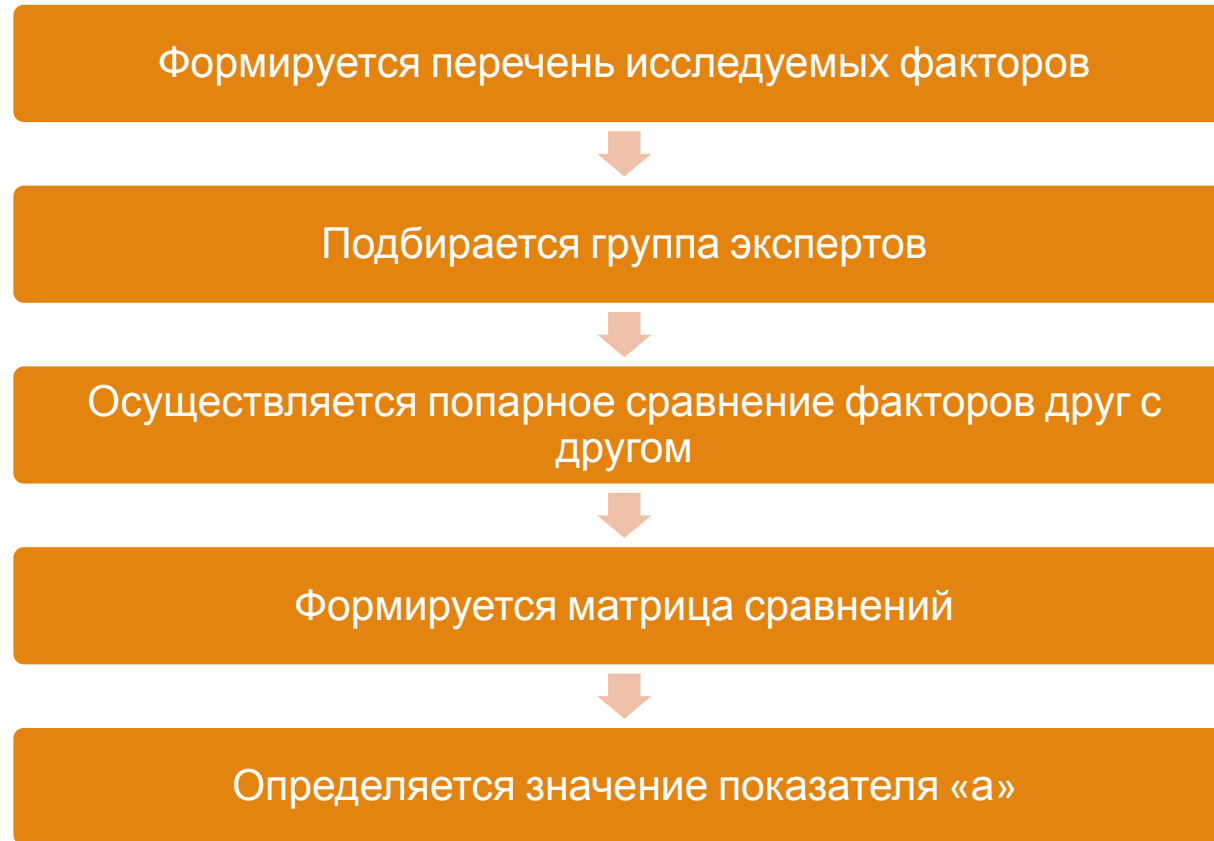 Формируется перечень исследуемых факторов
Подбирается группа экспертов
Осуществляется попарное сравнение факторов друг с
другом
Формируется матрица сравнений
Определяется значение показателя «а»